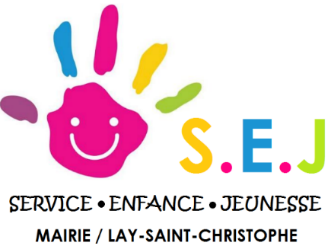 S.E.J
SERVICE • ENFANCE • JEUNESSE
MAIRIE / LAY-SAINT-CHRISTOPHE